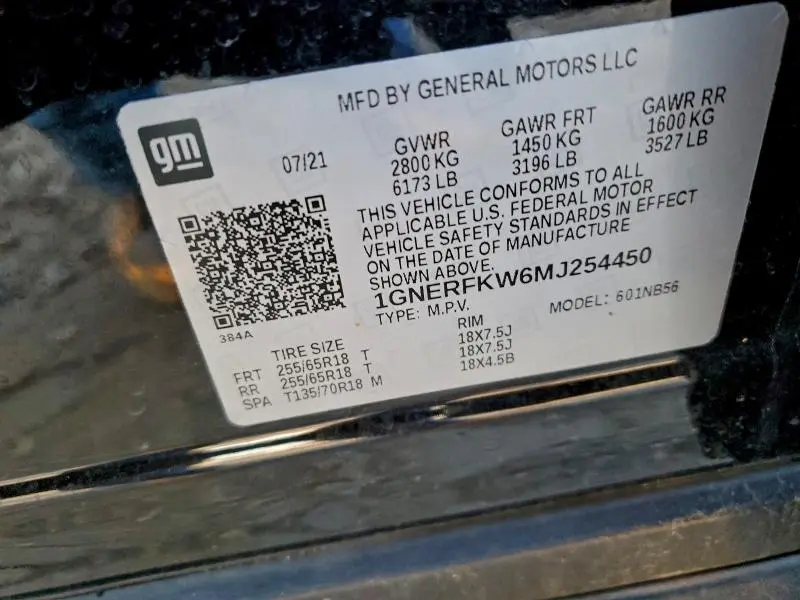 MFD BY GENERAL MOTORS LLC
gm
07/21
GVWR
2800 KG
6173 LB
GAWR FRT
1450 KG
3196 LB
GAWR RR
1600 KG
3527 LB
THIS VEHICLE CONFORMS TO ALL
APPLICABLE U.S. FEDERAL MOTOR
VEHICLE SAFETY STANDARDS IN EFFECT
ON THE DATE OF MANUFACTURE
SHOWN ABOVE.
1GNERFKW6MJ254450
TYPE: M.P.V. MODEL: 601NB56
384A
TIRE SIZE RIM
FRT 255/65R18 T 18X7.5J
RR 255/65R18 T 18X7.5J
SPA T135/70R18 M 18X4.5B